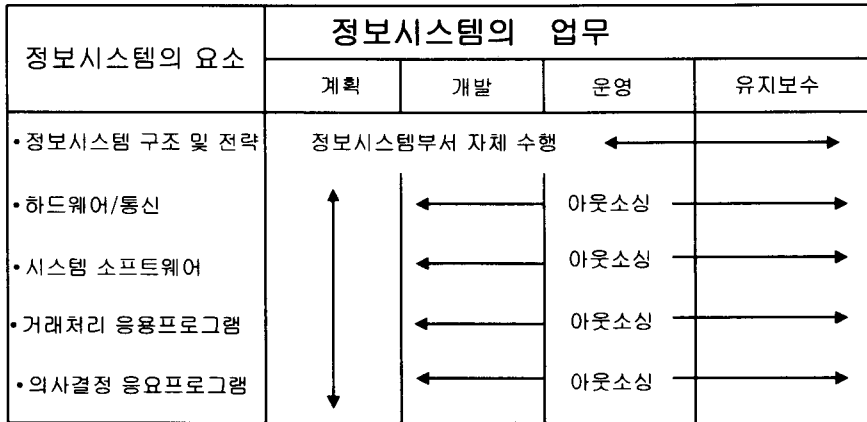 정보시스템의 요소
정보시스템의 업무
계획 개발 운영 유지보수
•정보시스템 구조 및 전략 정보시스템부서 자체 수행
•하드웨어/통신 아웃소싱
•시스템 소프트웨어 아웃소싱
•거래처리 응용프로그램 아웃소싱
•의사결정 응요프로그램 아웃소싱